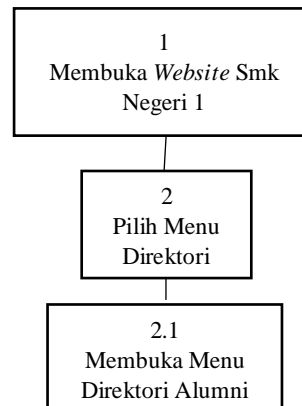 1
Membuka Website Smk
Negeri 1
2
Pilih Menu
Direktori
2.1
Membuka Menu
Direktori Alumni